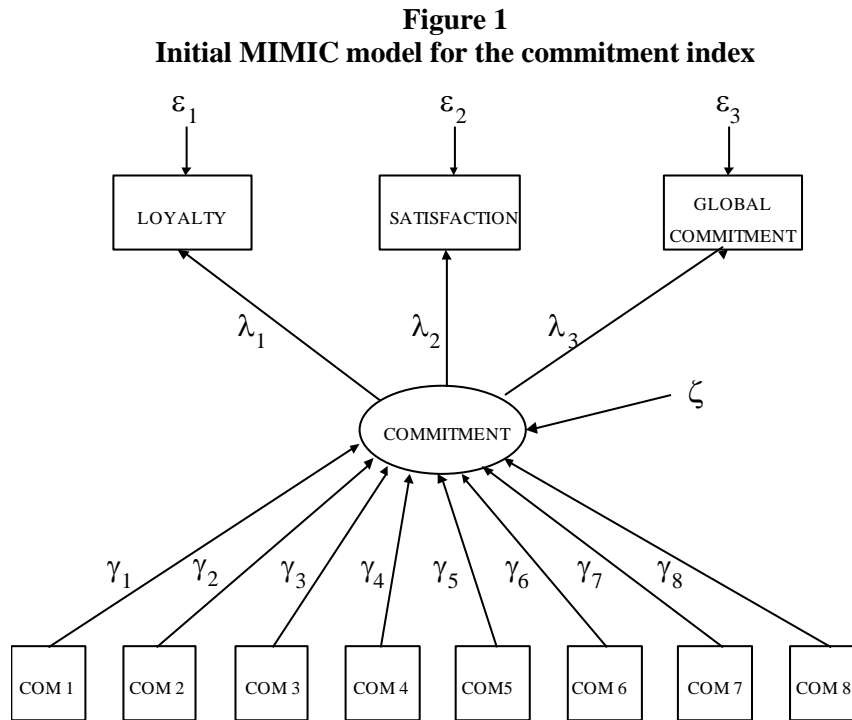 Figure 1
Initial MIMIC model for the commitment index
ε1 ε2 ε3
LOYALTY SATISFACTION GLOBAL COMMITMENT
λ1 λ2 λ3
ζ
COMMITMENT
γ1 γ2 γ3 γ4 γ5 γ6 γ7 γ8
COM 1 COM 2 COM 3 COM 4 COM5 COM 6 COM 7 COM 8